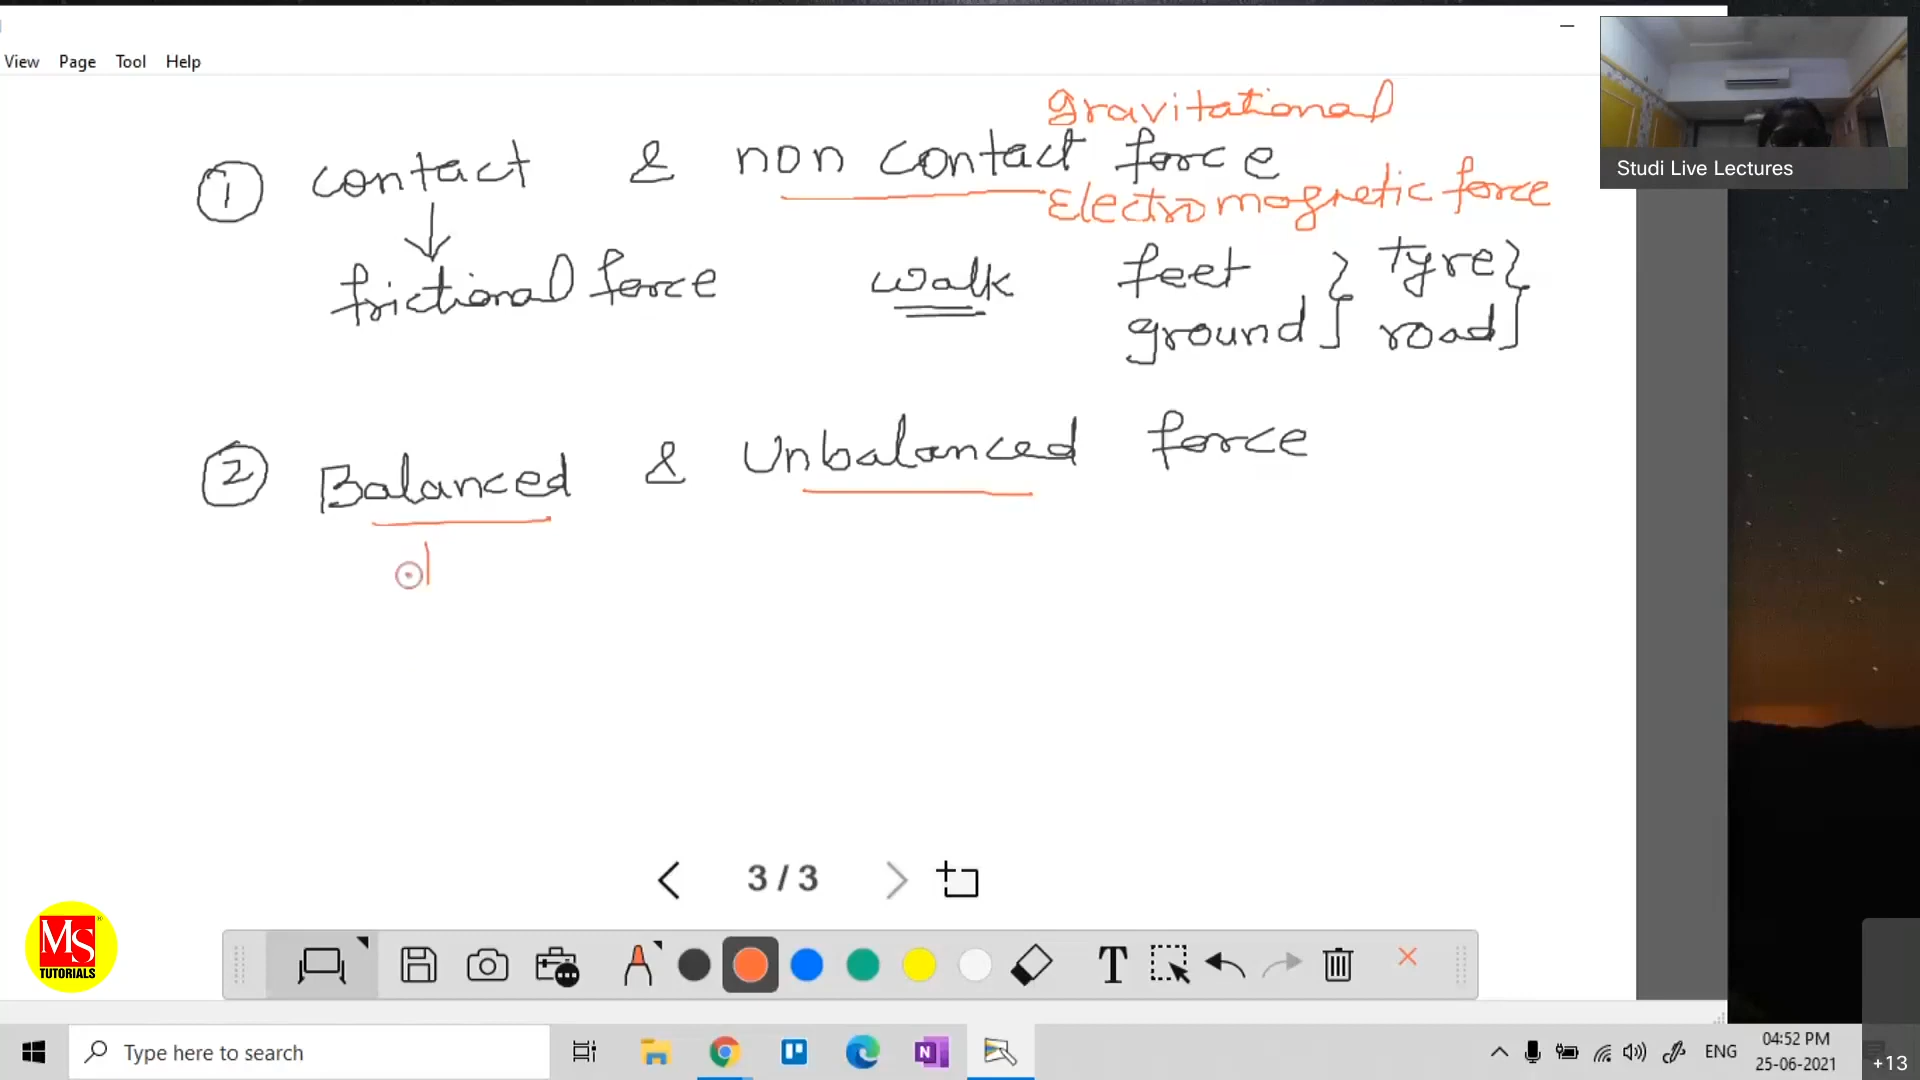 View Page Tool Help
Studi Live Lectures
gravitational
1 contact & non contact force
Electromagnetic force
frictional force walk feet } tyre }
ground } road }
2 Balanced & Unbalanced force
3 / 3
MS
TUTORIALS
T
Type here to search
ENG
04:52 PM
25-06-2021
+13